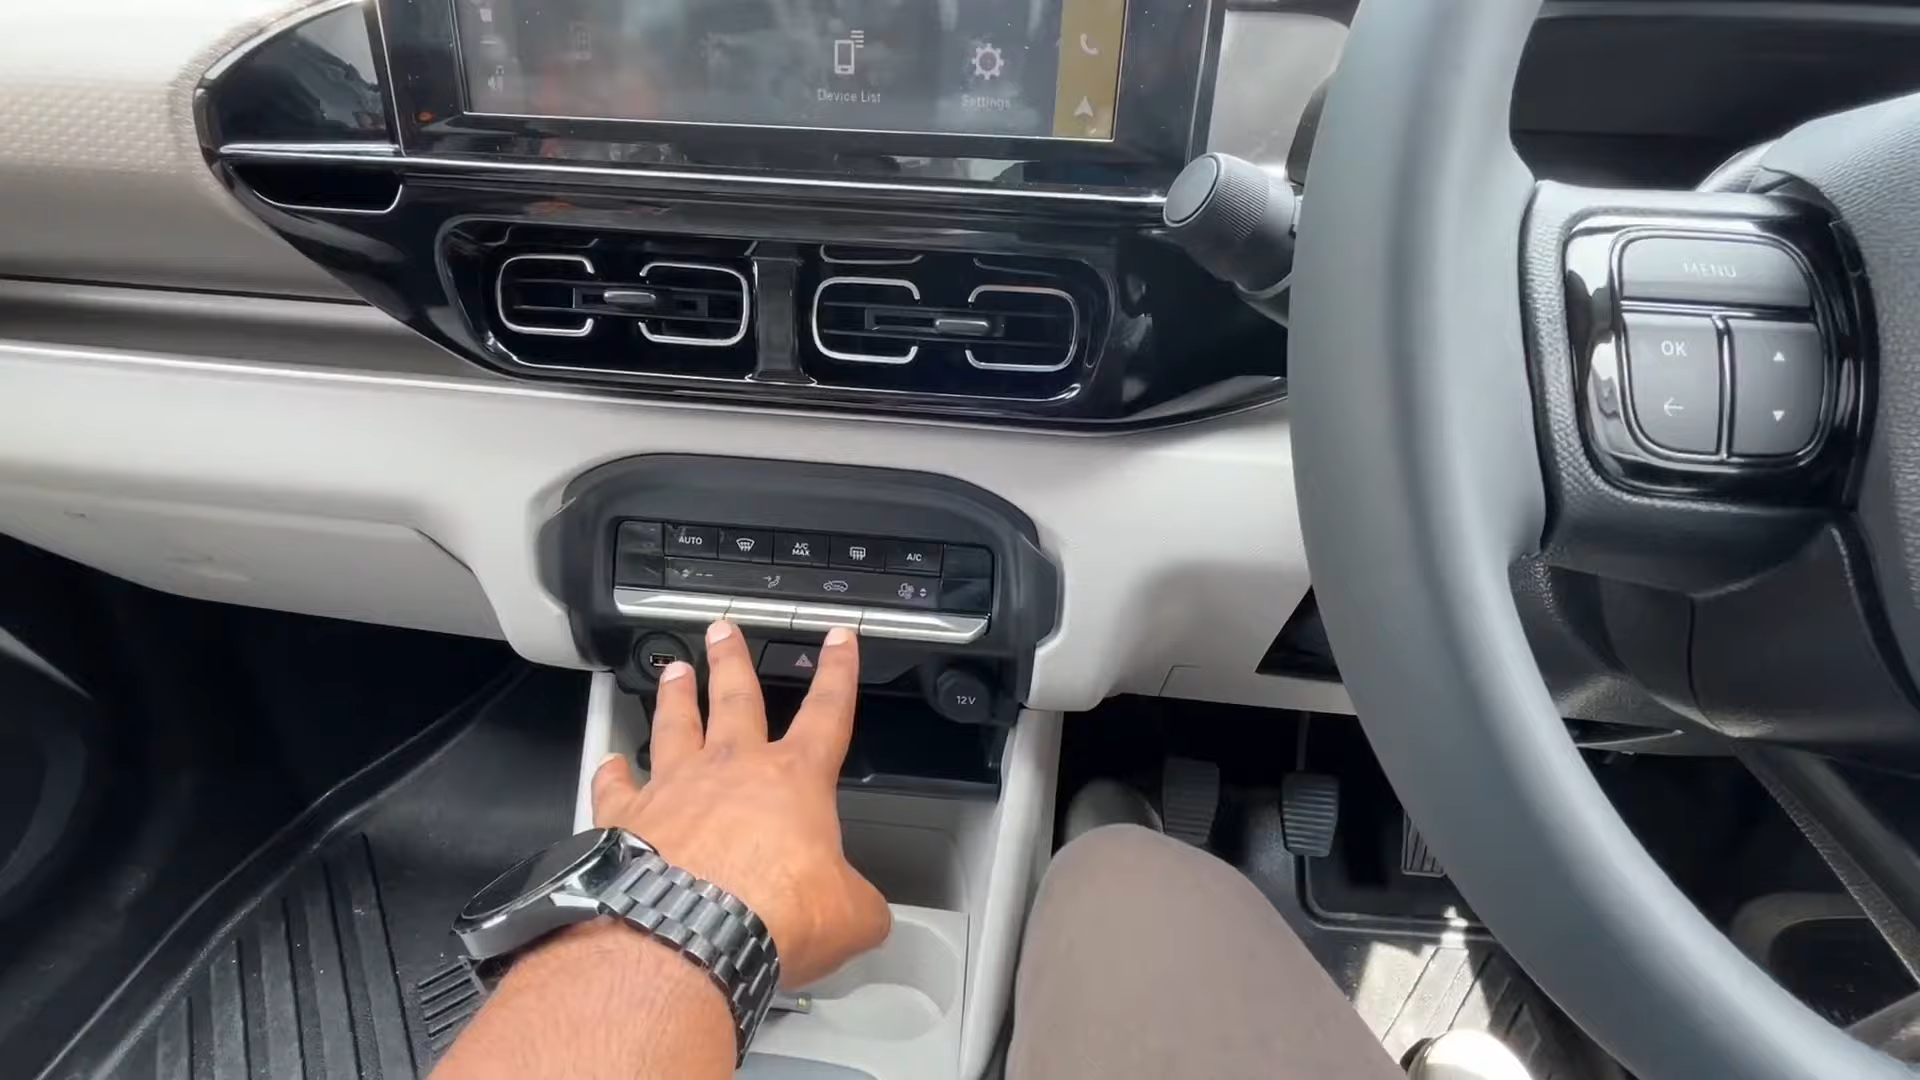 Device List
Settings
MENU
OK
AUTO
A/C
MAX
A/C
12V